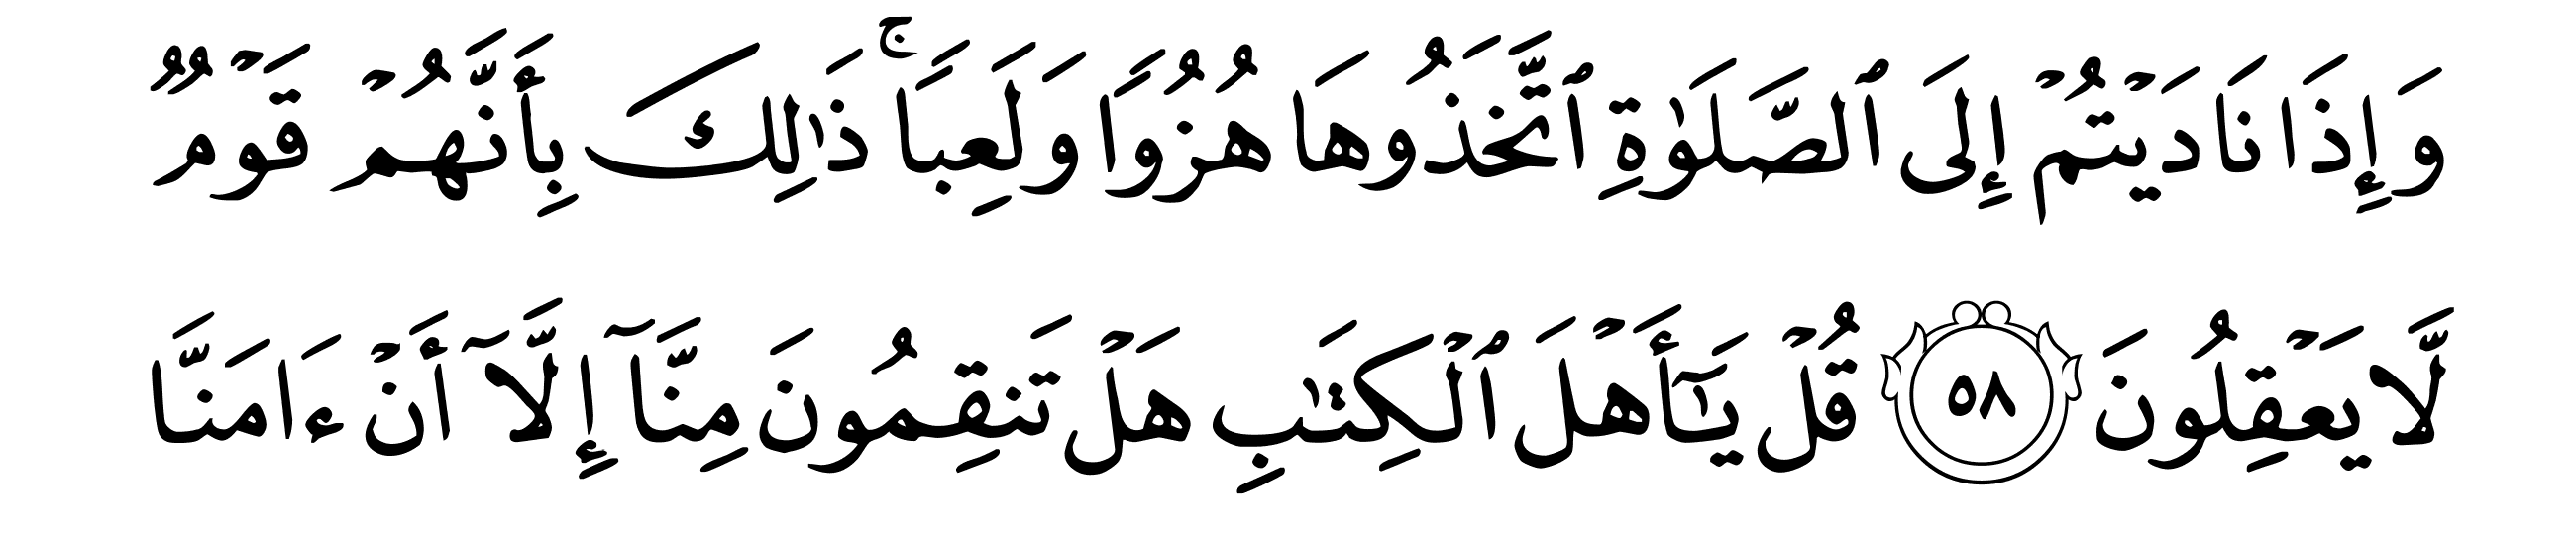 وَإِذَا نَادَيۡتُمۡ إِلَى ٱلصَّلَوٰةِ ٱتَّخَذُوهَا هُزُوٗا وَلَعِبٗاۚ ذَٰلِكَ بِأَنَّهُمۡ قَوۡمٞ
لَّا يَعۡقِلُونَ ٥٨ قُلۡ يَٰٓأَهۡلَ ٱلۡكِتَٰبِ هَلۡ تَنقِمُونَ مِنَّآ إِلَّآ أَنۡ ءَامَنَّا